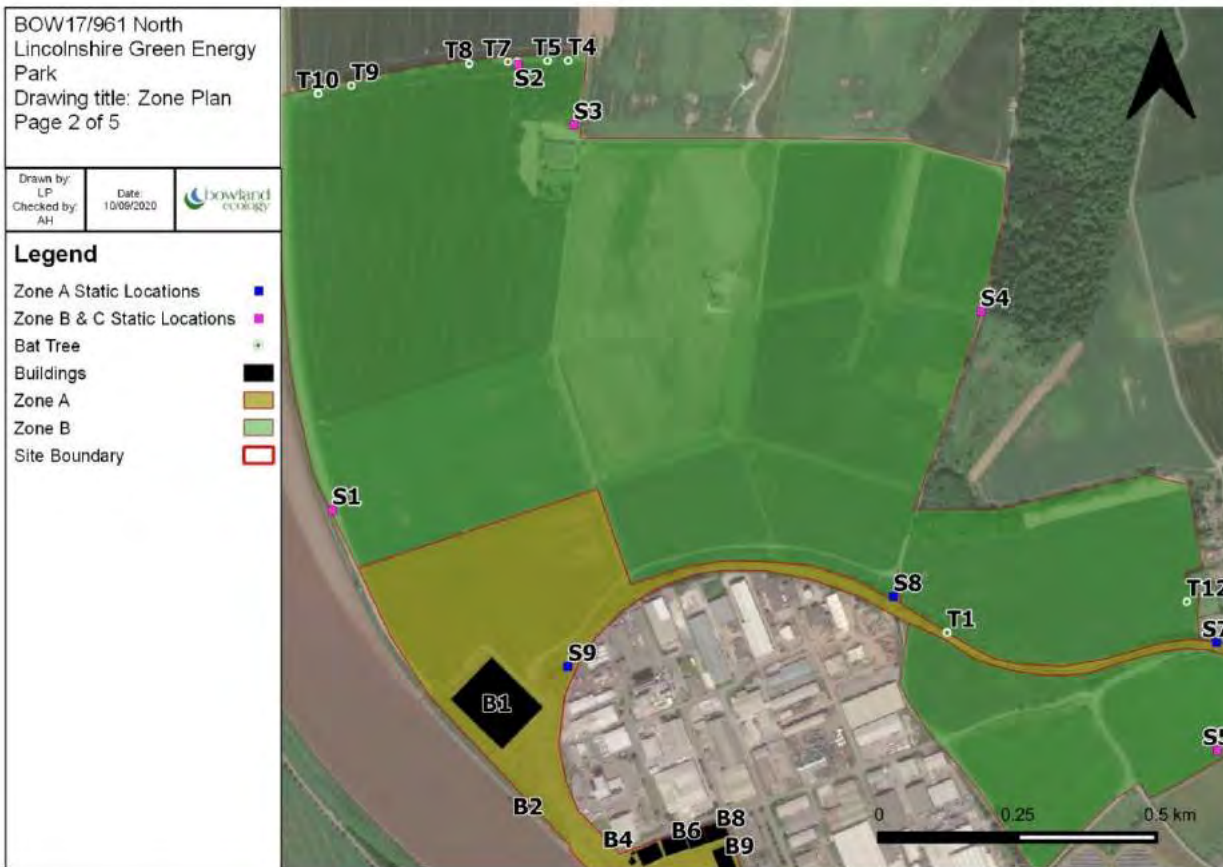 BOW17/961 North
Lincolnshire Green Energy
Park
Drawing title: Zone Plan
Page 2 of 5
Drawn by:
LP
Checked by:
AH
Date:
10/09/2020
bowland
ecology
Legend
Zone A Static Locations
Zone B & C Static Locations
Bat Tree
Buildings
Zone A
Zone B
Site Boundary
T10
T9
T8
T7
S2
T5
T4
S3
S4
S1
S8
T1
T12
S7
S9
B1
S5
B2
B4
B6
B8
B9
0
0.25
0.5 km